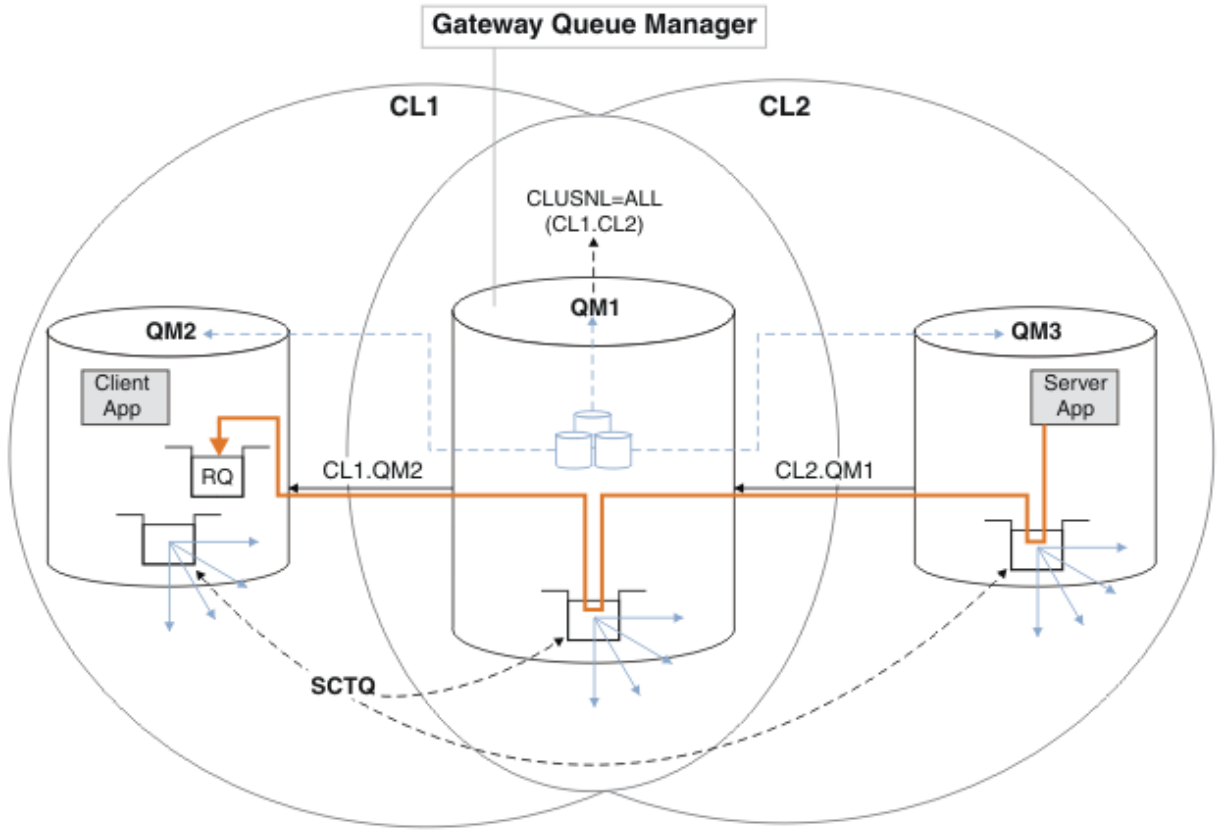 Gateway Queue Manager
CL1
CL2
CLUSNL=ALL
(CL1.CL2)
QM2
QM1
QM3
Client
App
Server
App
RQ
CL1.QM2
CL2.QM1
SCTQ